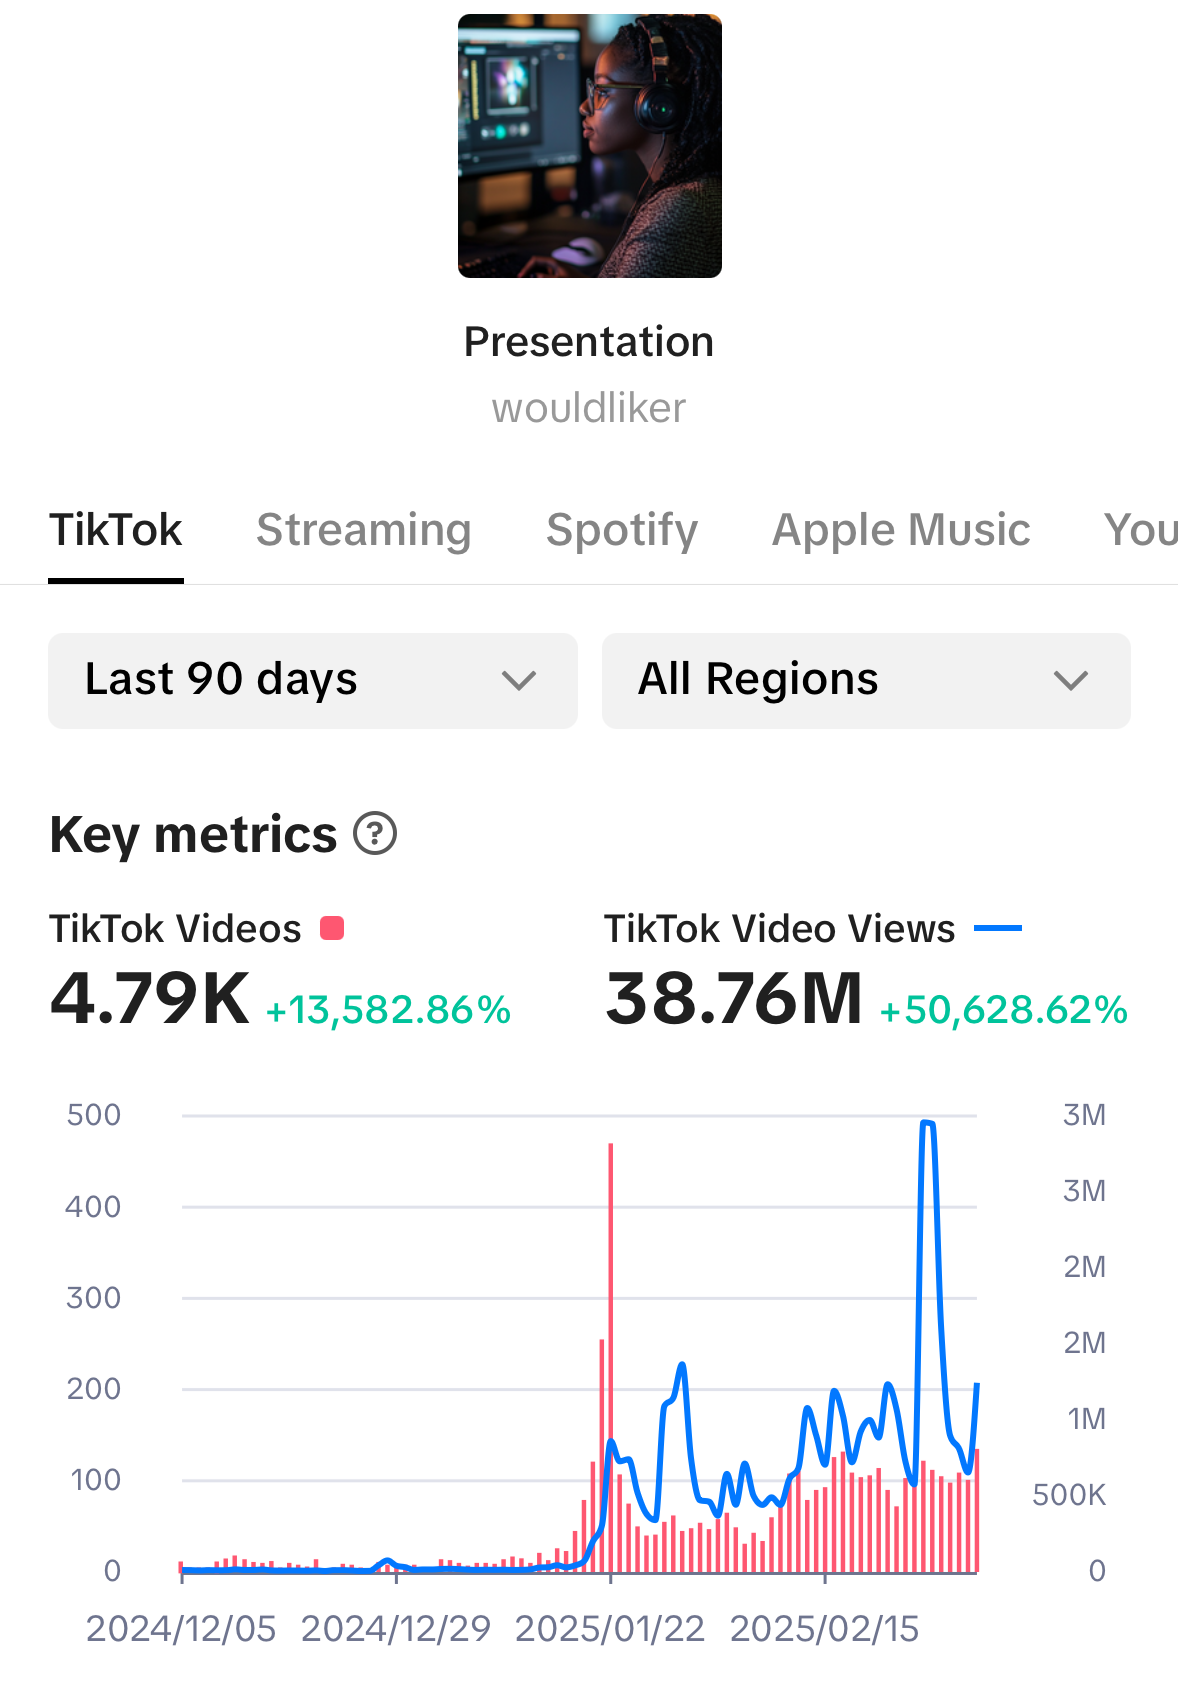 Presentation
wouldliker
TikTok Streaming Spotify Apple Music You
Last 90 days All Regions
Key metrics ?
TikTok Videos TikTok Video Views
4.79K +13,582.86% 38.76M +50,628.62%
500 3M
400 3M
300 2M
200 2M
100 1M
0 500K
0
2024/12/05 2024/12/29 2025/01/22 2025/02/15